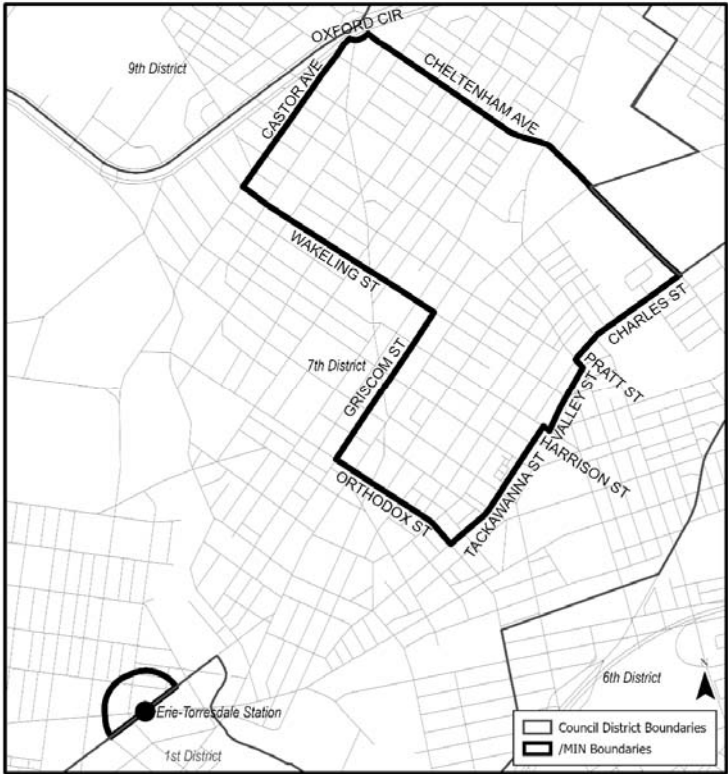 OXFORD CIR
9th District
CHELTENHAM AVE
CASTOR AVE
WAKELING ST
CHARLES ST
7th District
GRISCOM ST
PRATT ST
VALLEY ST
HARRISON ST
ORTHODOX ST
TACKAWANNA ST
6th District
N
Erie-Torresdale Station
1st District
Council District Boundaries
/MIN Boundaries